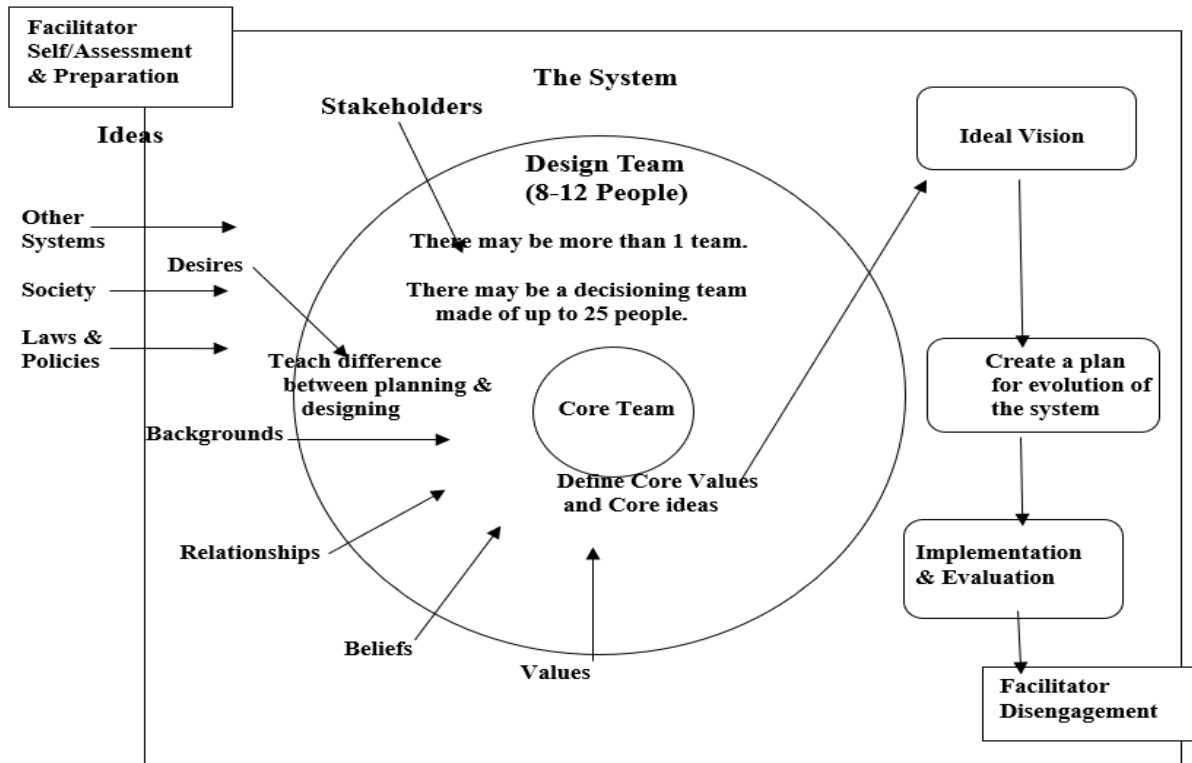 Facilitator
Self/Assessment
& Preparation
The System
Stakeholders
Ideas
Ideal Vision
Design Team
(8-12 People)
Other
Systems
There may be more than 1 team.
Desires
Society
There may be a decisioning team
made of up to 25 people.
Laws &
Policies
Teach difference
between planning &
designing
Create a plan
for evolution of
the system
Core Team
Backgrounds
Define Core Values
and Core ideas
Relationships
Implementation
& Evaluation
Beliefs
Values
Facilitator
Disengagement